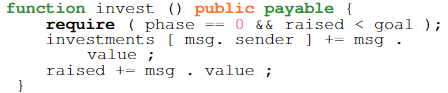 function invest () public payable {
require ( phase == 0 && raised < goal );
investments [ msg. sender ] += msg .
value ;
raised += msg . value ;
}